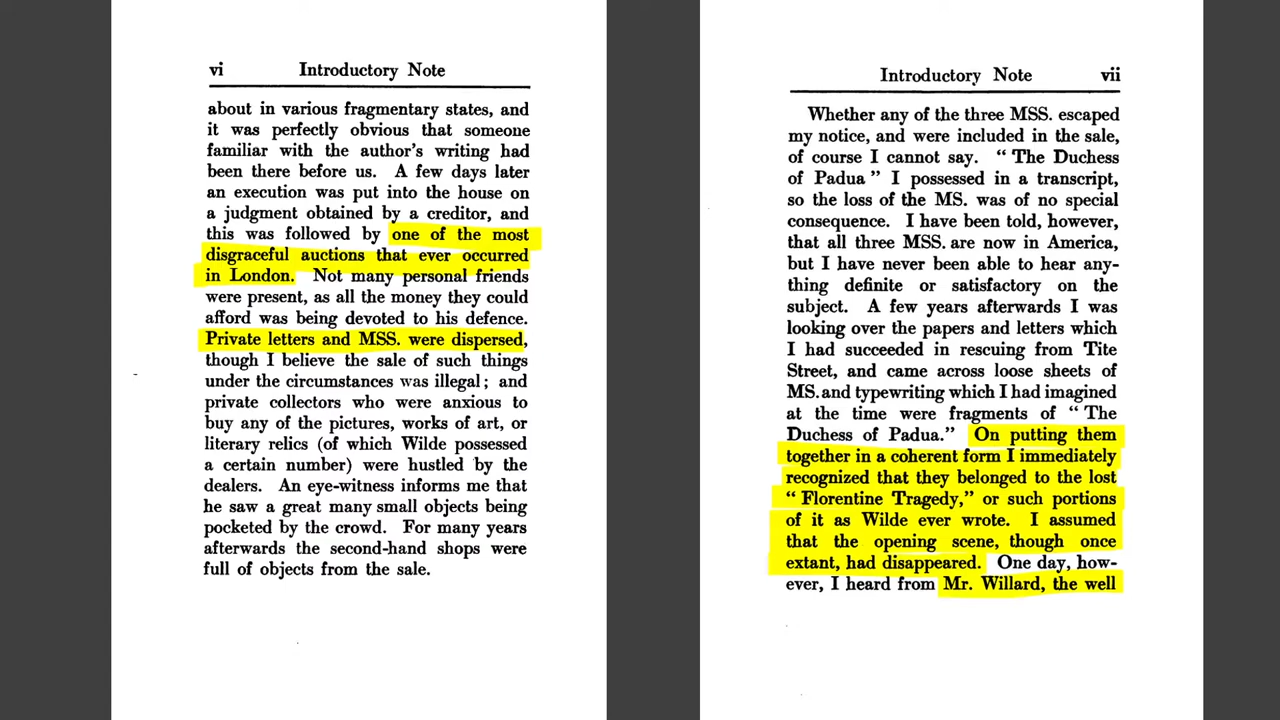 vi Introductory Note
about in various fragmentary states, and
it was perfectly obvious that someone
familiar with the author's writing had
been there before us. A few days later
an execution was put into the house on
a judgment obtained by a creditor, and
this was followed by one of the most
disgraceful auctions that ever occurred
in London. Not many personal friends
were present, as all the money they could
afford was being devoted to his defence.
Private letters and MSS. were dispersed,
though I believe the sale of such things
under the circumstances was illegal; and
private collectors who were anxious to
buy any of the pictures, works of art, or
literary relics (of which Wilde possessed
a certain number) were hustled by the
dealers. An eye-witness informs me that
he saw a great many small objects being
pocketed by the crowd. For many years
afterwards the second-hand shops were
full of objects from the sale.
Introductory Note vii
Whether any of the three MSS. escaped
my notice, and were included in the sale,
of course I cannot say. "The Duchess
of Padua" I possessed in a transcript,
so the loss of the MS. was of no special
consequence. I have been told, however,
that all three MSS. are now in America,
but I have never been able to hear any-
thing definite or satisfactory on the
subject. A few years afterwards I was
looking over the papers and letters which
I had succeeded in rescuing from Tite
Street, and came across loose sheets of
MS. and typewriting which I had imagined
at the time were fragments of "The
Duchess of Padua." On putting them
together in a coherent form I immediately
recognized that they belonged to the lost
"Florentine Tragedy," or such portions
of it as Wilde ever wrote. I assumed
that the opening scene, though once
extant, had disappeared. One day, how-
ever, I heard from Mr. Willard, the well